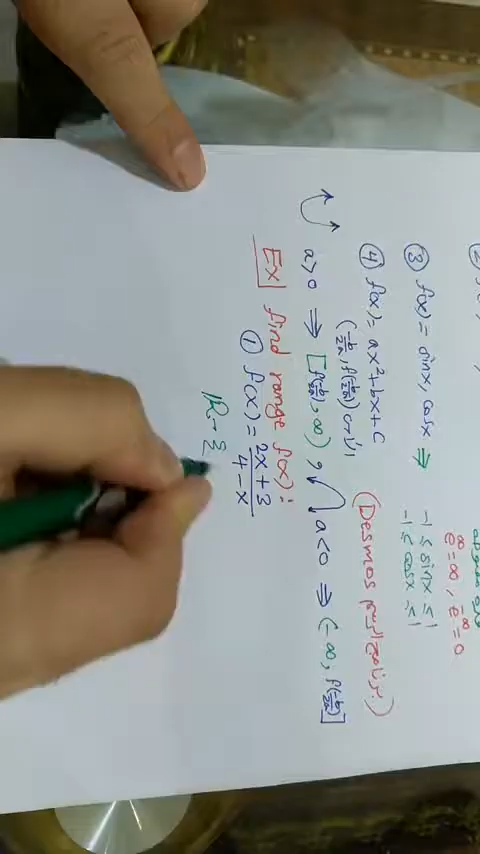 ③ f(x) = sinx, cosx ⇒ -1 ≤ sinx ≤ 1
-1 ≤ cosx ≤ 1
e^∞ = ∞, e^-∞ = 0
④ f(x) = ax²+bx+c (Desmos
(-b/2a, f(-b/2a))
a>0 ⇒ [f(-b/2a), ∞) , a<0 ⇒ (-∞, f(-b/2a)]
Ex] find range f(x):
① f(x) = 2x+3/4-x
R-{